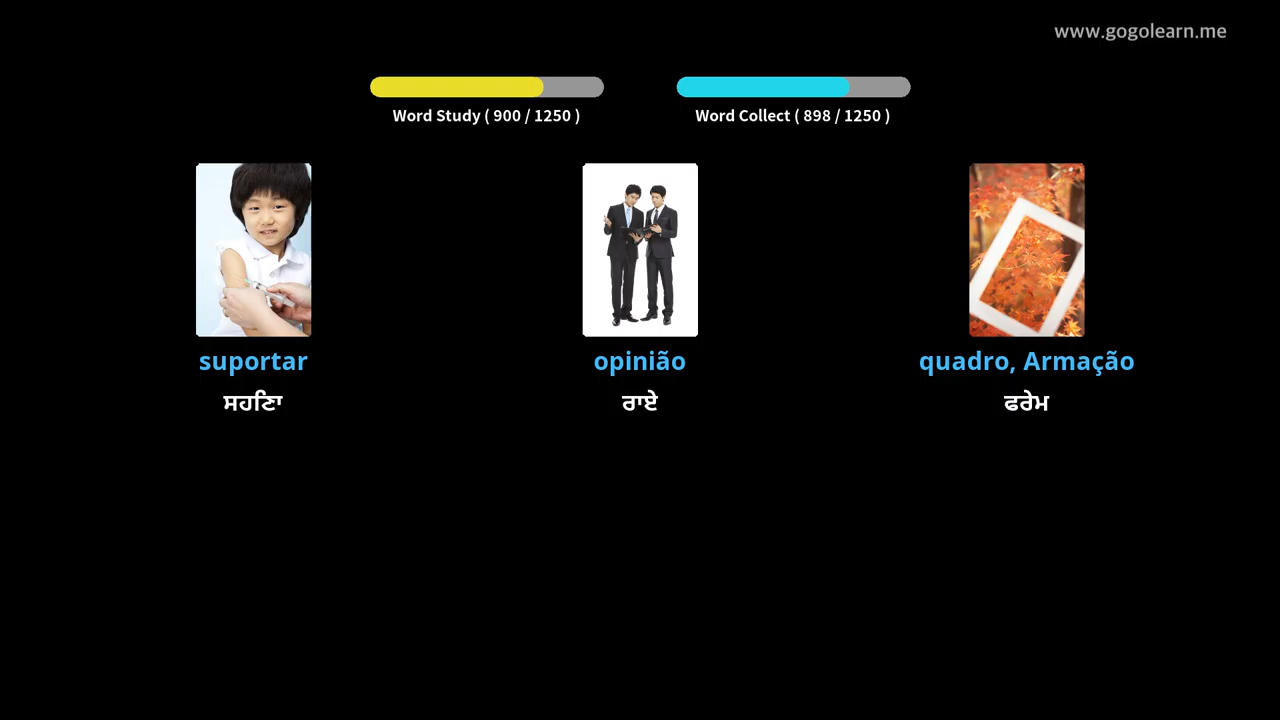 www.gogolearn.me
Word Study ( 900 / 1250 )
Word Collect ( 898 / 1250 )
suportar
opinião
quadro, Armação
ਸਹਣਿਾ
ਰਾਏ
ਫਰੇਮ